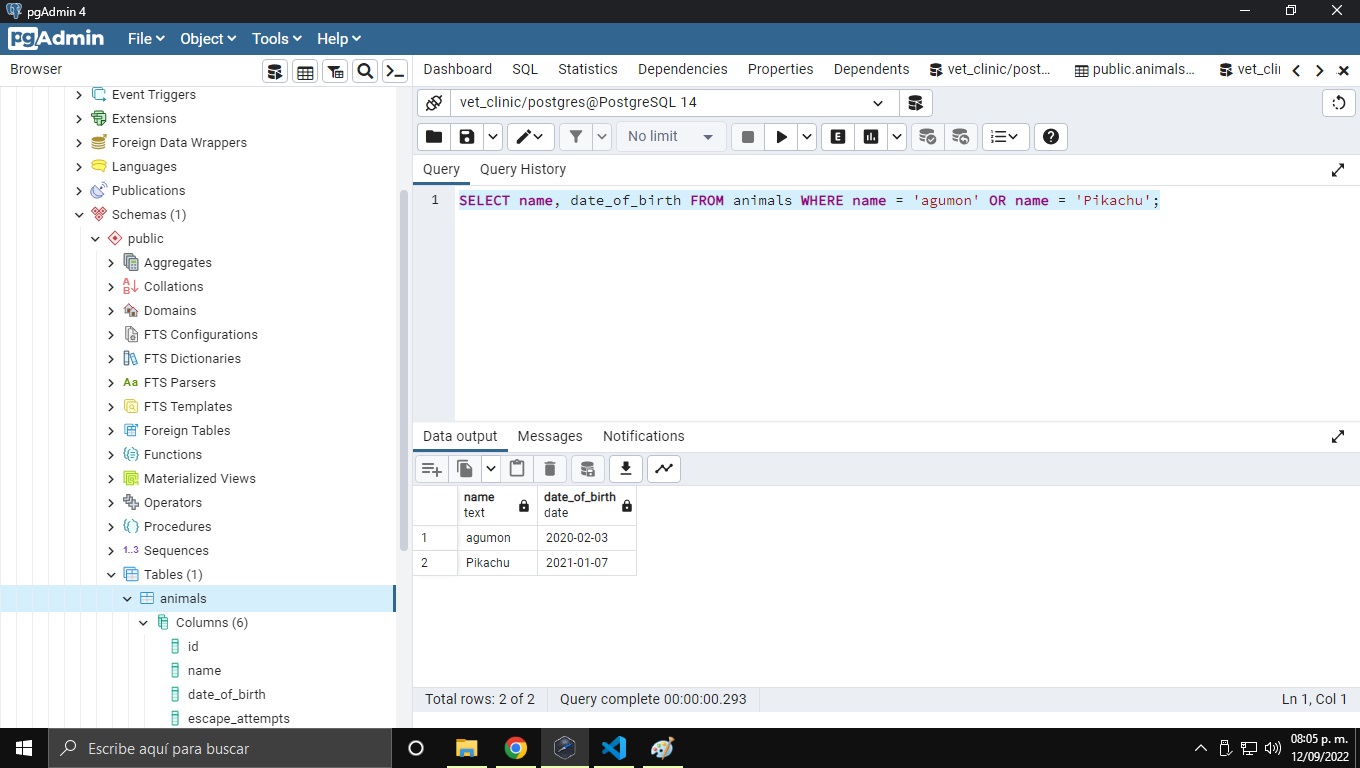 pgAdmin 4
pgAdmin File Object Tools Help
Browser
Dashboard SQL Statistics Dependencies Properties Dependents vet_clinic/post... public.animals... vet_cli
Event Triggers
Extensions
Foreign Data Wrappers
Languages
Publications
Schemas (1)
public
Aggregates
Collations
Domains
FTS Configurations
FTS Dictionaries
Aa FTS Parsers
FTS Templates
Foreign Tables
Functions
Materialized Views
Operators
Procedures
1..3 Sequences
Tables (1)
animals
Columns (6)
id
name
date_of_birth
escape_attempts
vet_clinic/postgres@PostgreSQL 14
No limit E
Query Query History
1 SELECT name, date_of_birth FROM animals WHERE name = 'agumon' OR name = 'Pikachu';
Data output Messages Notifications
name date_of_birth
text date
1 agumon 2020-02-03
2 Pikachu 2021-01-07
Total rows: 2 of 2 Query complete 00:00:00.293 Ln 1, Col 1
Escribe aquí para buscar
08:05 p. m.
12/09/2022